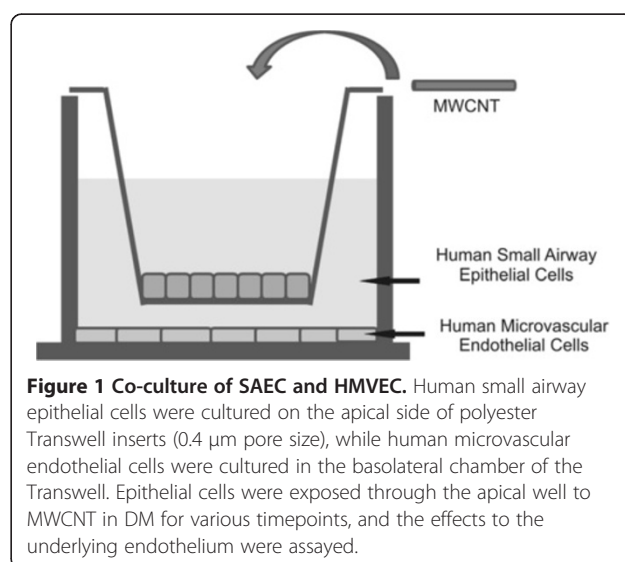 MWCNT
Human Small Airway
Epithelial Cells
Human Microvascular
Endothelial Cells
Figure 1 Co-culture of SAEC and HMVEC. Human small airway
epithelial cells were cultured on the apical side of polyester
Transwell inserts (0.4 μm pore size), while human microvascular
endothelial cells were cultured in the basolateral chamber of the
Transwell. Epithelial cells were exposed through the apical well to
MWCNT in DM for various timepoints, and the effects to the
underlying endothelium were assayed.